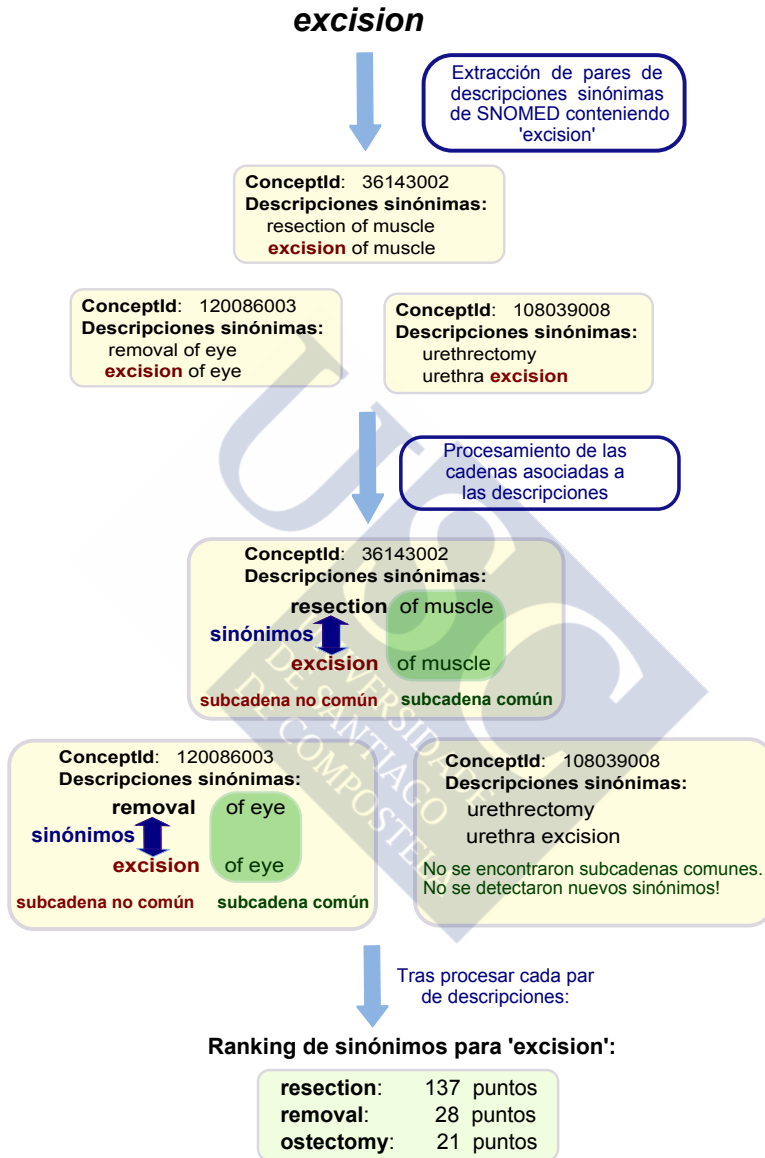 excision
Extracción de pares de
descripciones sinónimas
de SNOMED conteniendo
'excision'
ConceptId: 36143002
Descripciones sinónimas:
resection of muscle
excision of muscle
ConceptId: 120086003
Descripciones sinónimas:
removal of eye
excision of eye
ConceptId: 108039008
Descripciones sinónimas:
urethrectomy
urethra excision
Procesamiento de las
cadenas asociadas a
las descripciones
ConceptId: 36143002
Descripciones sinónimas:
resection of muscle
sinónimos
excision of muscle
subcadena no común subcadena común
ConceptId: 120086003
Descripciones sinónimas:
removal of eye
sinónimos
excision of eye
subcadena no común subcadena común
ConceptId: 108039008
Descripciones sinónimas:
urethrectomy
urethra excision
No se encontraron subcadenas comunes.
No se detectaron nuevos sinónimos!
USC
UNIVERSIDADE
DE SANTIAGO
DE COMPOSTELA
Tras procesar cada par
de descripciones:
Ranking de sinónimos para 'excision':
resection: 137 puntos
removal: 28 puntos
ostectomy: 21 puntos